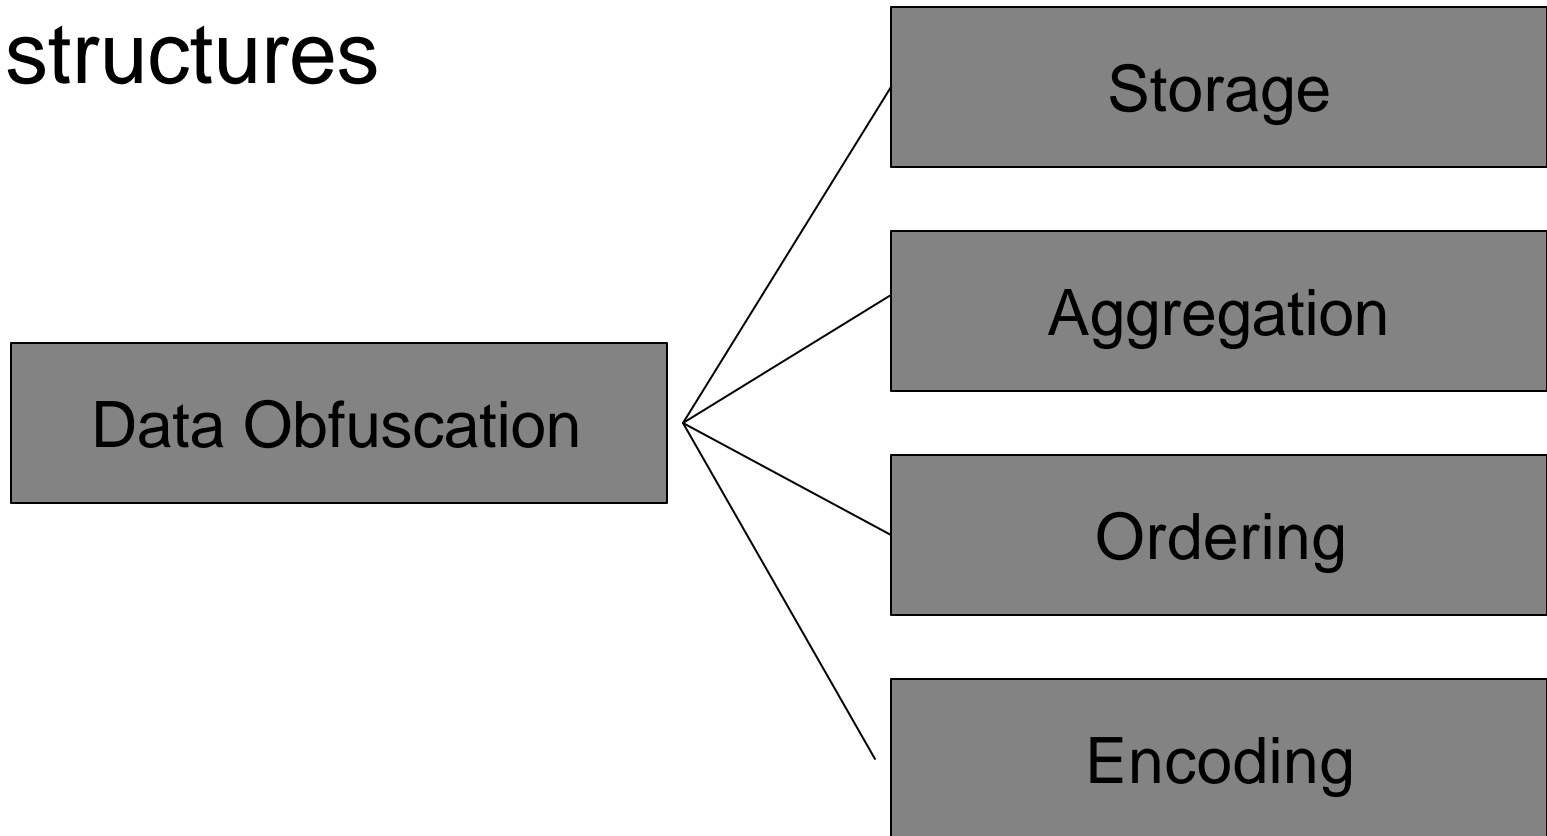 structures
Storage
Aggregation
Data Obfuscation
Ordering
Encoding